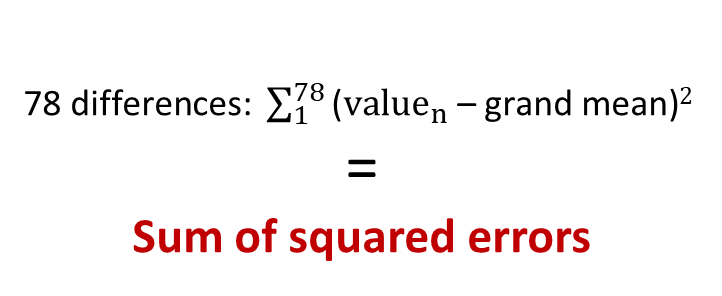 78 differences: ∑₁⁷⁸ (valueₙ – grand mean)²
=
Sum of squared errors